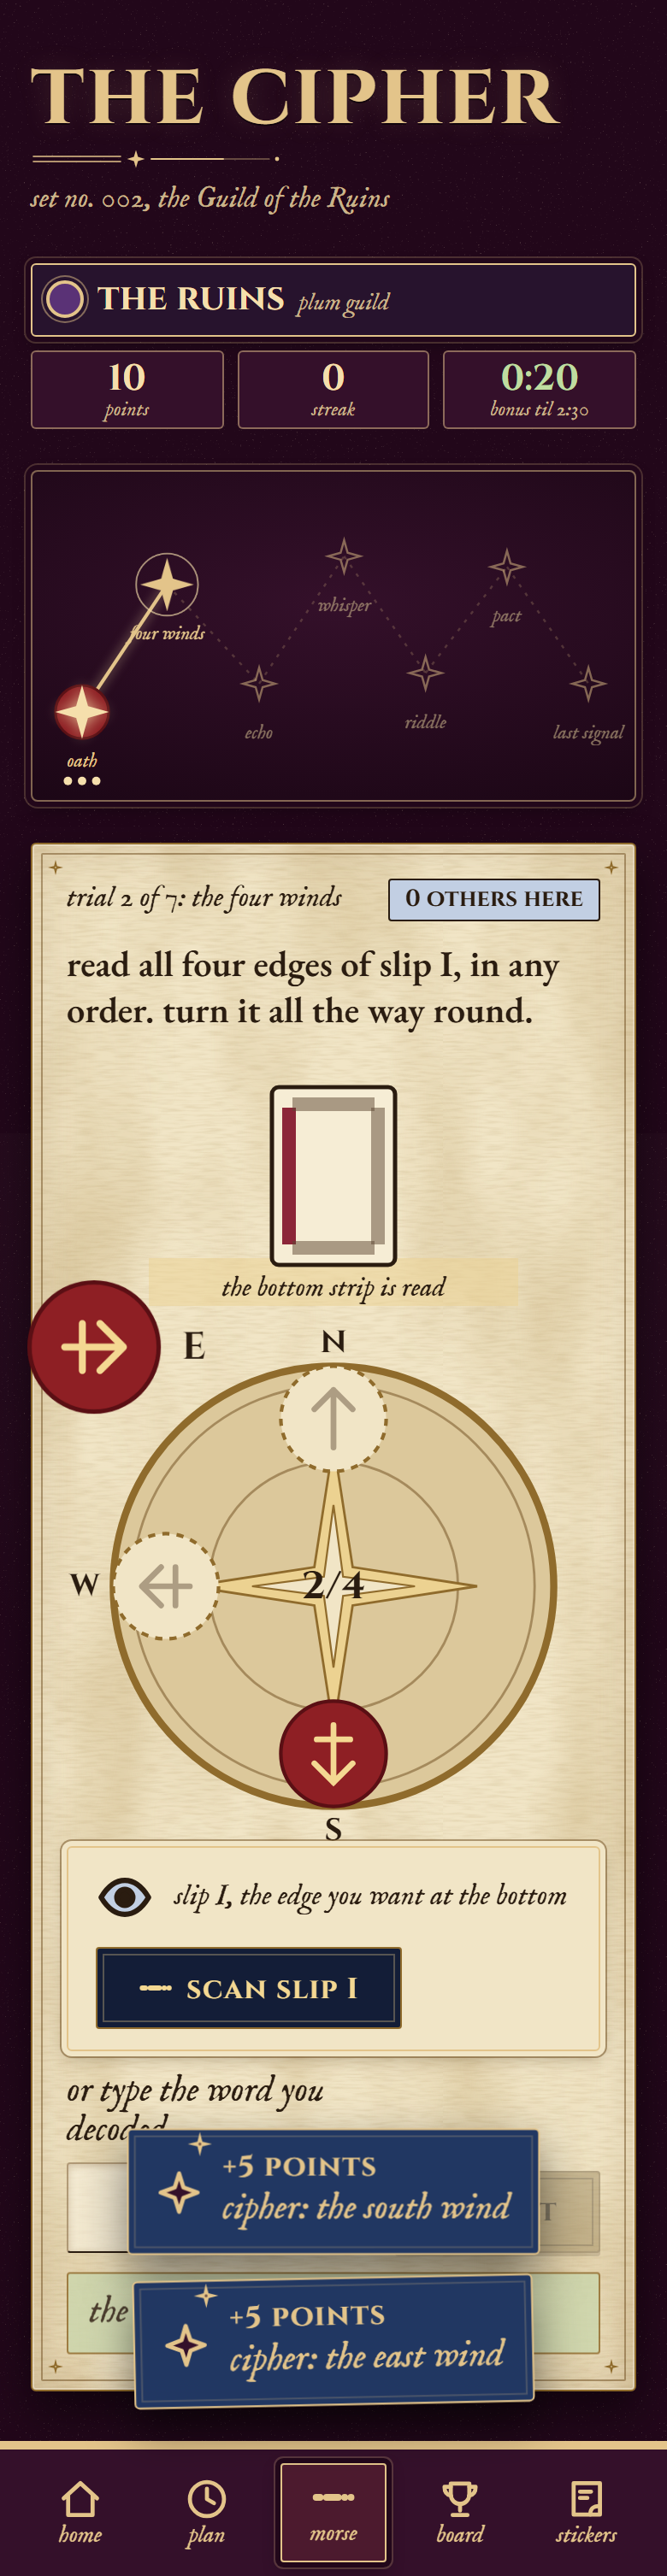 THE CIPHER
set no. 002, the Guild of the Ruins
THE RUINS plum guild
10
points
0
streak
0:20
bonus til 2:30
four winds
whisper
pact
echo
riddle
last signal
oath
trial 2 of 7: the four winds
0 OTHERS HERE
read all four edges of slip I, in any
order. turn it all the way round.
the bottom strip is read
E
N
W
2/4
S
slip I, the edge you want at the bottom
SCAN SLIP I
or type the word you
decoded
+5 POINTS
cipher: the south wind
T
the
+5 POINTS
cipher: the east wind
home
plan
morse
board
stickers